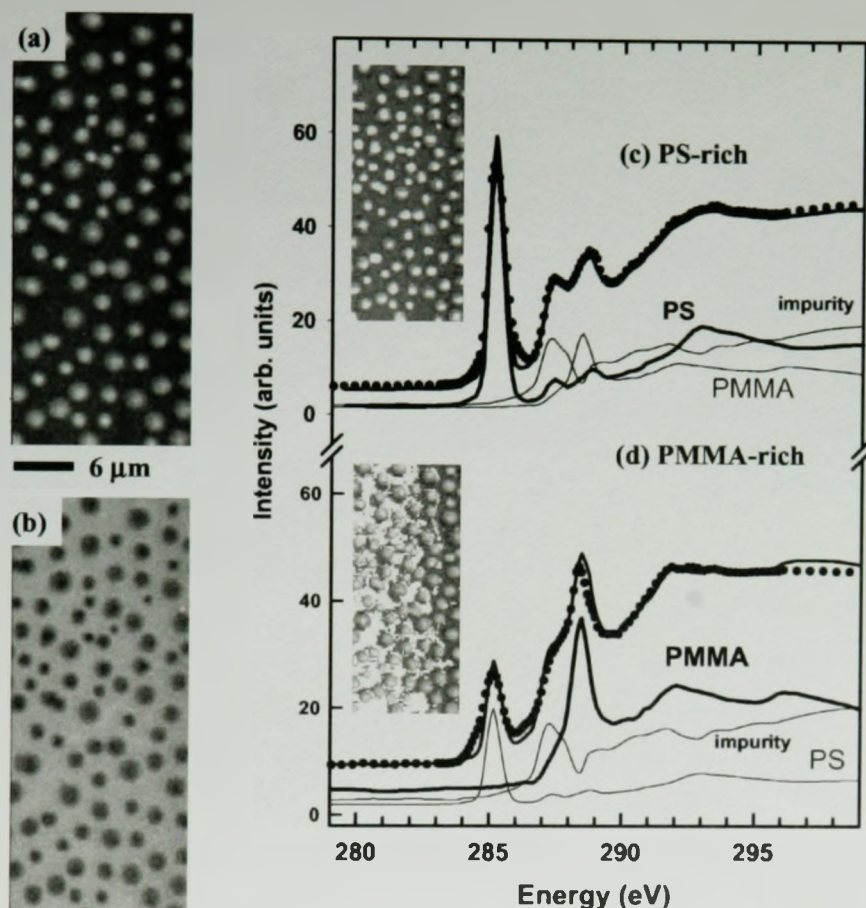 (a)
6 μm
(b)
Intensity (arb. units)
60
40
20
0
(c) PS-rich
PS
impurity
PMMA
(d) PMMA-rich
60
40
20
0
PMMA
impurity
PS
280
285
290
295
Energy (eV)